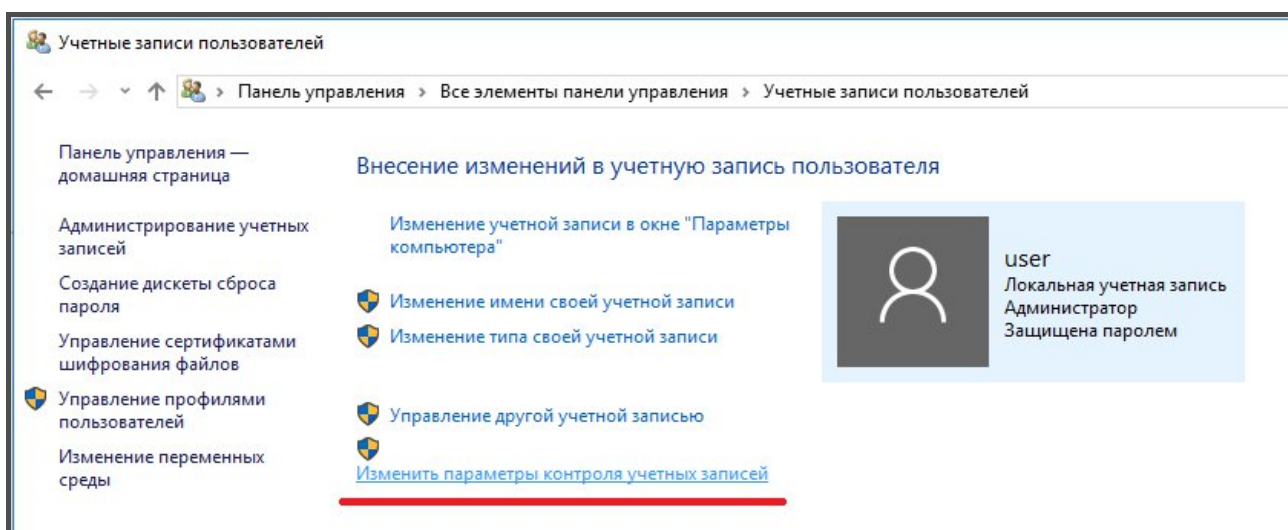 Учетные записи пользователей
Панель управления › Все элементы панели управления › Учетные записи пользователей
Панель управления —
домашняя страница
Администрирование учетных
записей
Создание дискеты сброса
пароля
Управление сертификатами
шифрования файлов
Управление профилями
пользователей
Изменение переменных
среды
Внесение изменений в учетную запись пользователя
Изменение учетной записи в окне "Параметры
компьютера"
Изменение имени своей учетной записи
Изменение типа своей учетной записи
Управление другой учетной записью
Изменить параметры контроля учетных записей
user
Локальная учетная запись
Администратор
Защищена паролем